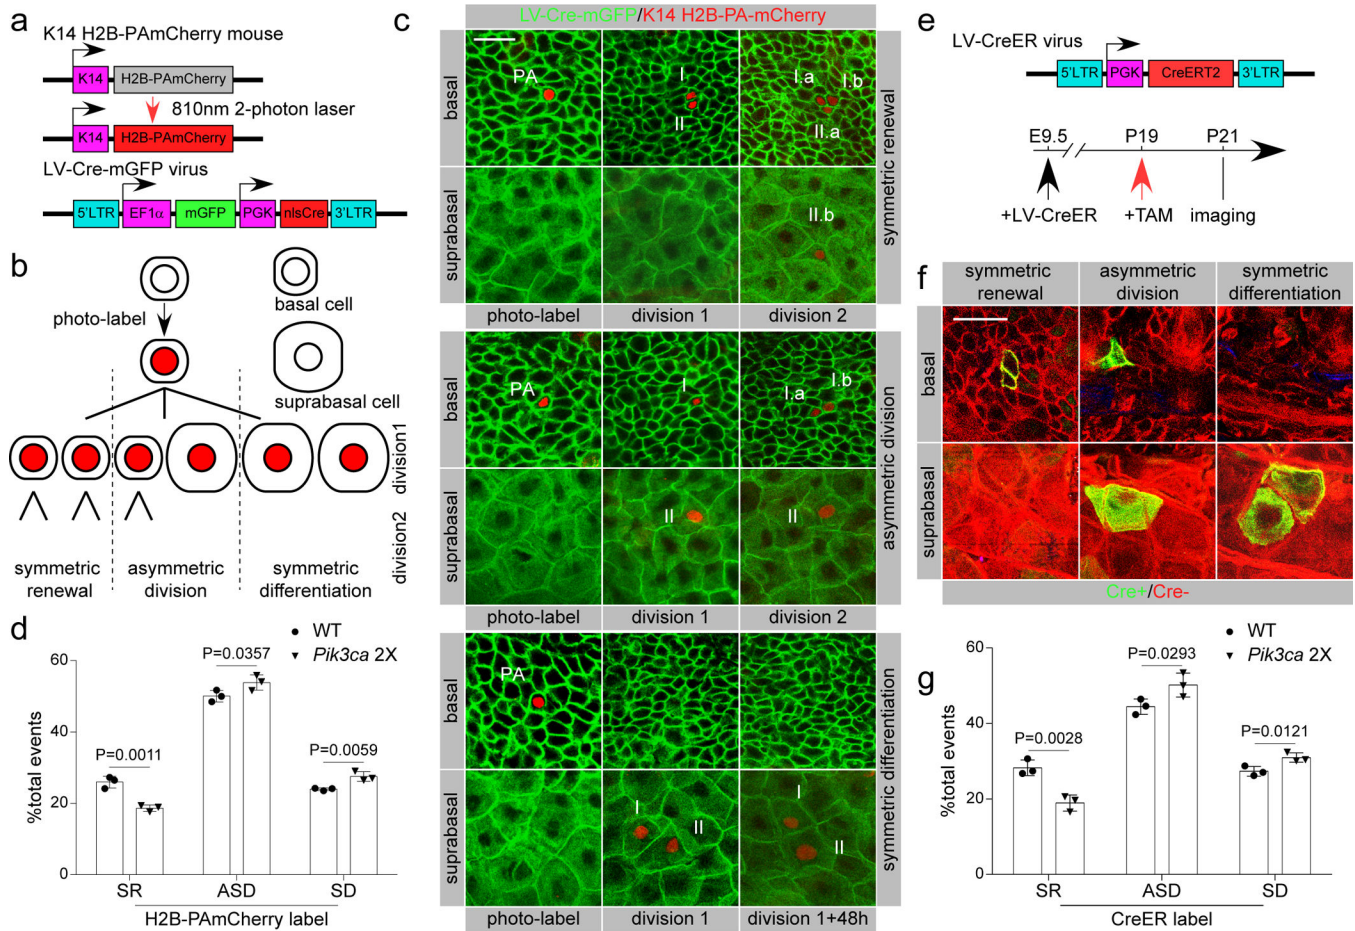 a
K14 H2B-PAmCherry mouse
K14
H2B-PAmCherry
810nm 2-photon laser
K14
H2B-PAmCherry
LV-Cre-mGFP virus
5'LTR
EF1α
mGFP
PGK
nlsCre
3'LTR
b
basal cell
photo-label
suprabasal cell
division1
division2
symmetric renewal
asymmetric division
symmetric differentiation
c
LV-Cre-mGFP/K14 H2B-PA-mCherry
basal
PA
I
II
I.a
I.b
II.a
suprabasal
II.b
symmetric renewal
photo-label
division 1
division 2
basal
PA
I
I.a
I.b
suprabasal
II
II
asymmetric division
photo-label
division 1
division 2
basal
PA
suprabasal
I
II
I
II
symmetric differentiation
photo-label
division 1
division 1+48h
d
WT
Pik3ca 2X
%total events
60
40
20
0
P=0.0011
P=0.0357
P=0.0059
SR
ASD
SD
H2B-PAmCherry label
e
LV-CreER virus
5'LTR
PGK
CreERT2
3'LTR
E9.5
P19
P21
+LV-CreER
+TAM
imaging
f
symmetric renewal
asymmetric division
symmetric differentiation
basal
suprabasal
Cre+/Cre-
g
WT
Pik3ca 2X
%total events
60
40
20
0
P=0.0028
P=0.0293
P=0.0121
SR
ASD
SD
CreER label